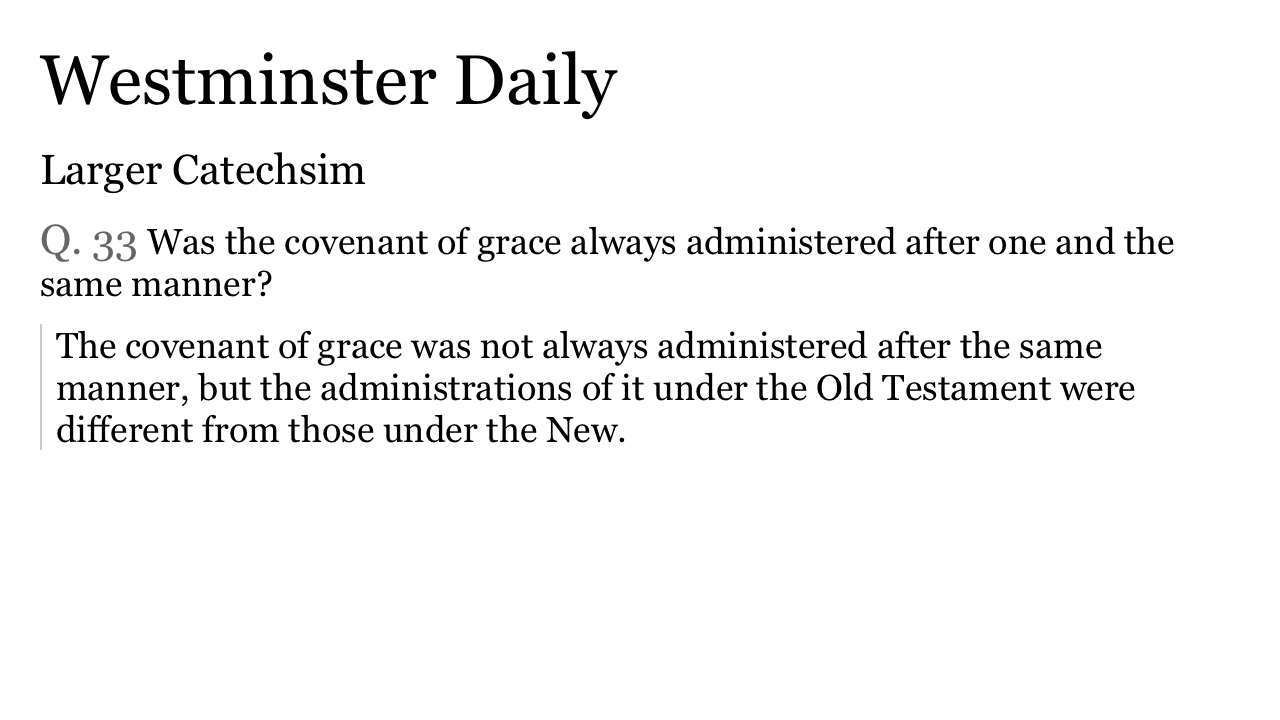 Westminster Daily
Larger Catechsim
Q. 33 Was the covenant of grace always administered after one and the
same manner?
The covenant of grace was not always administered after the same
manner, but the administrations of it under the Old Testament were
different from those under the New.